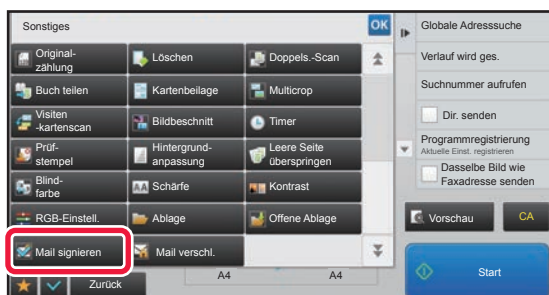 Sonstiges
OK
Original-
zählung
Löschen
Doppels.-Scan
Buch teilen
Kartenbeilage
Multicrop
Visiten
-kartenscan
Bildbeschnitt
Timer
Prüf-
stempel
Hintergrund-
anpassung
Leere Seite
überspringen
Blind-
farbe
AA Schärfe
Kontrast
RGB-Einstell.
Ablage
Offene Ablage
Mail signieren
Mail verschl.
Zurück
A4
A4
Globale Adresssuche
Verlauf wird ges.
Suchnummer aufrufen
Dir. senden
Programmregistrierung
Aktuelle Einst. registrieren
Dasselbe Bild wie
Faxadresse senden
Vorschau
CA
Start